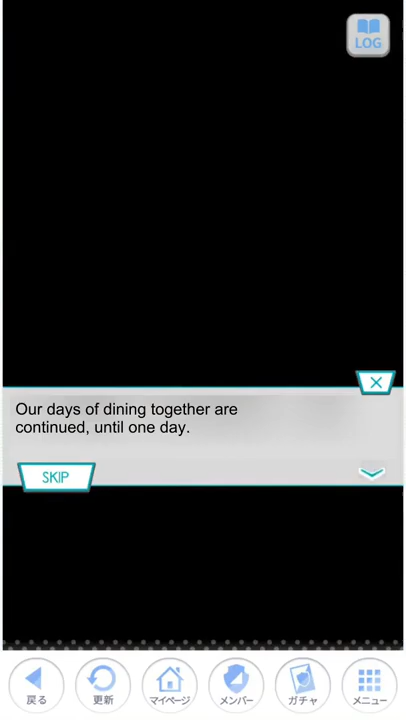 LOG
Our days of dining together are
continued, until one day.
SKIP
戻る
更新
マイページ
メンバー
ガチャ
メニュー